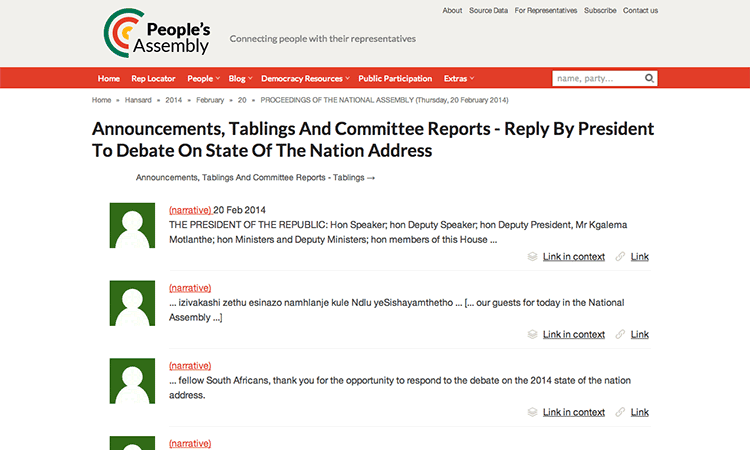 People's
Assembly
Connecting people with their representatives
About Source Data For Representatives Subscribe Contact us
Home Rep Locator People Blog Democracy Resources Public Participation Extras name, party...
Home » Hansard » 2014 » February » 20 » PROCEEDINGS OF THE NATIONAL ASSEMBLY (Thursday, 20 February 2014)
Announcements, Tablings And Committee Reports - Reply By President
To Debate On State Of The Nation Address
Announcements, Tablings And Committee Reports - Tablings →
(narrative) 20 Feb 2014
THE PRESIDENT OF THE REPUBLIC: Hon Speaker; hon Deputy Speaker; hon Deputy President, Mr Kgalema
Motlanthe; hon Ministers and Deputy Ministers; hon members of this House ...
Link in context Link
(narrative)
... izivakashi zethu esinazo namhlanje kule Ndlu yeSishayamthetho ... [... our guests for today in the National
Assembly ...]
Link in context Link
(narrative)
... fellow South Africans, thank you for the opportunity to respond to the debate on the 2014 state of the nation
address.
Link in context Link
(narrative)